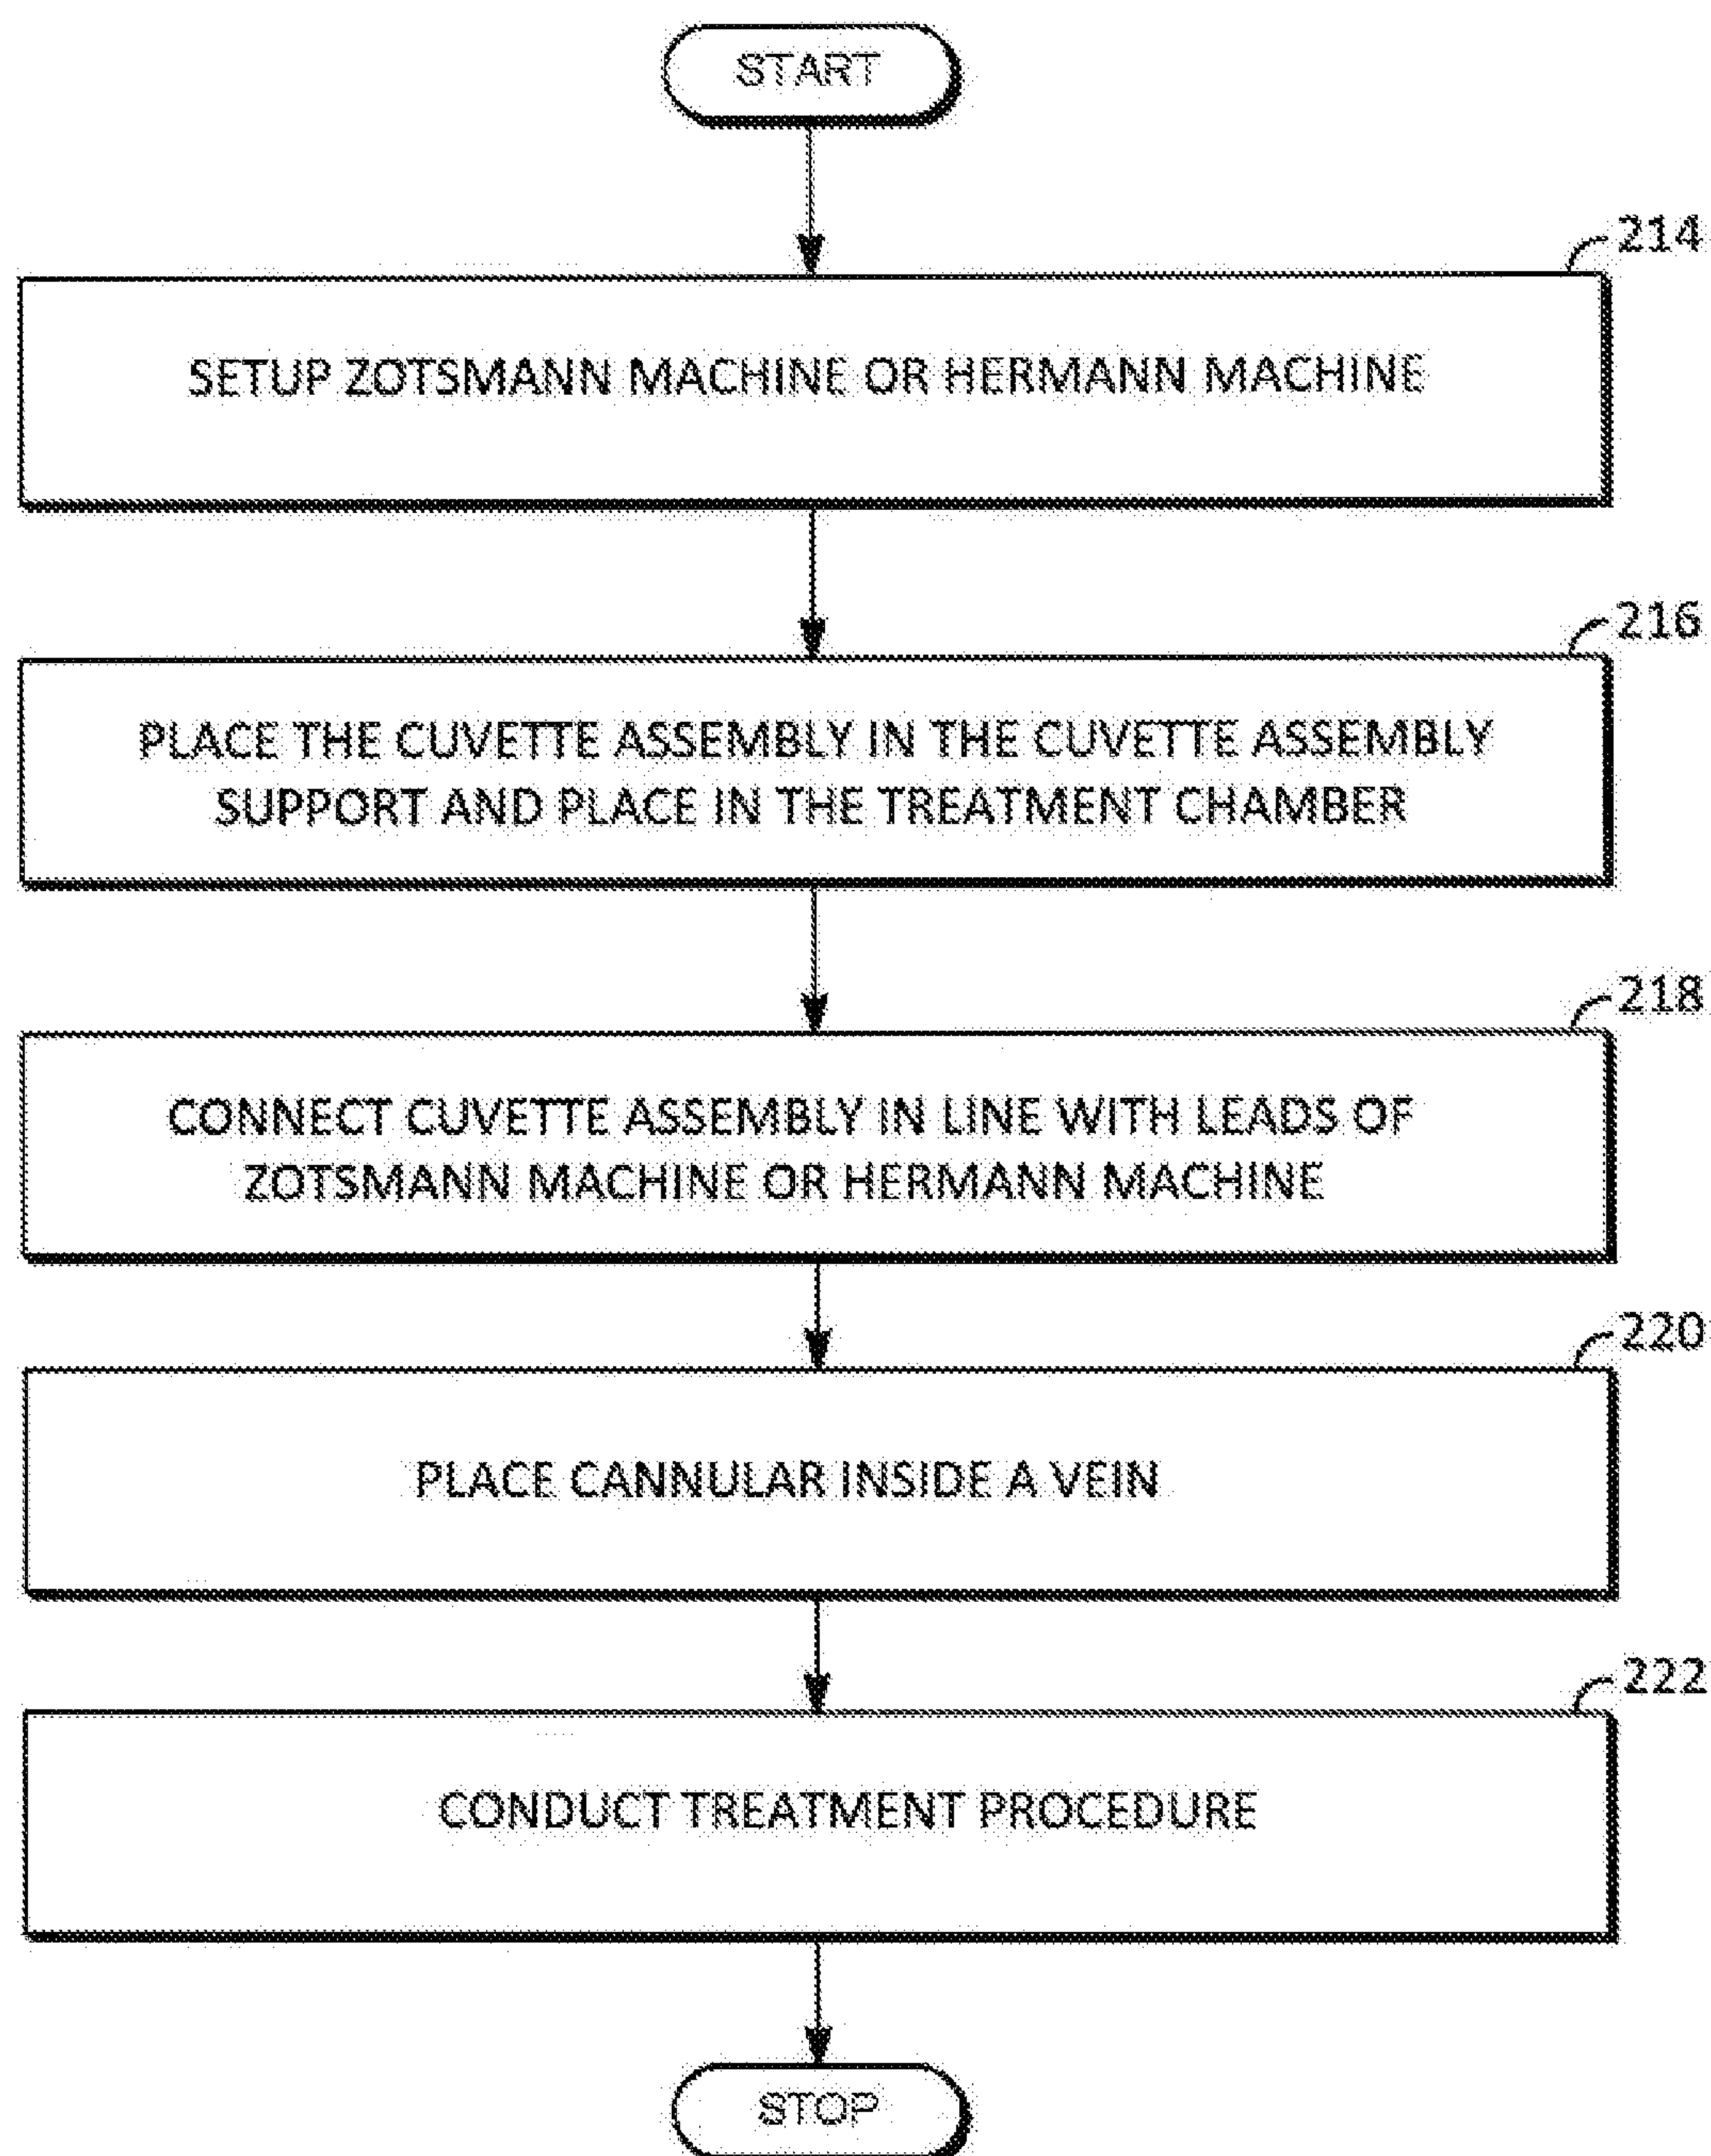 START
214
SETUP ZOTSMANN MACHINE OR HERMANN MACHINE
216
PLACE THE CUVETTE ASSEMBLY IN THE CUVETTE ASSEMBLY
SUPPORT AND PLACE IN THE TREATMENT CHAMBER
218
CONNECT CUVETTE ASSEMBLY IN LINE WITH LEADS OF
ZOTSMANN MACHINE OR HERMANN MACHINE
220
PLACE CANNULAR INSIDE A VEIN
222
CONDUCT TREATMENT PROCEDURE
STOP